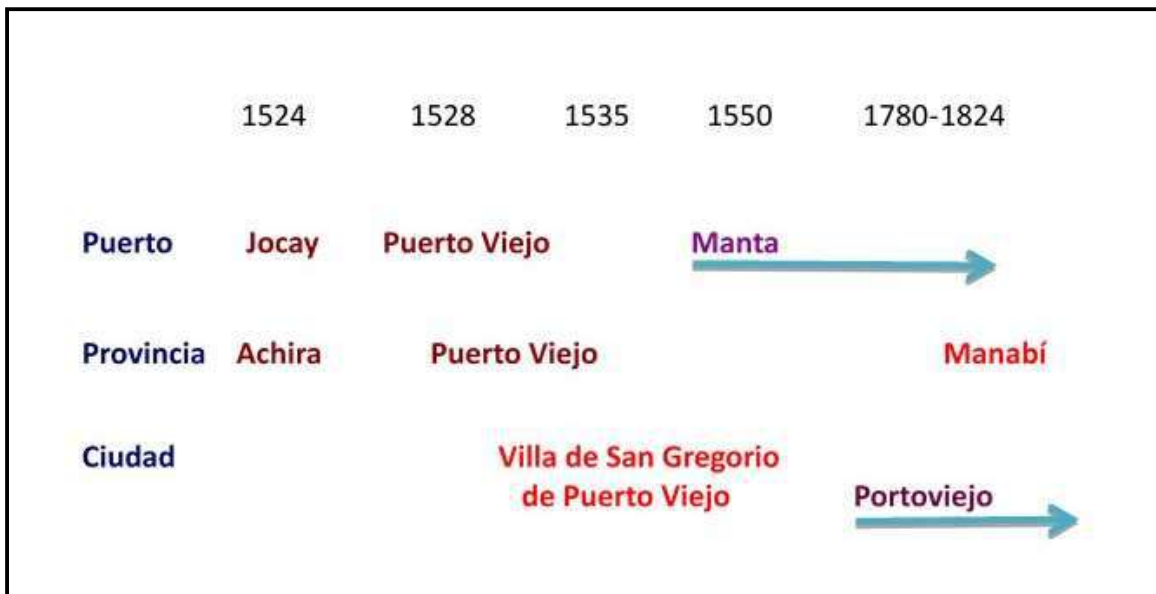 1524 1528 1535 1550 1780-1824
Puerto Jocay Puerto Viejo Manta
Provincia Achira Puerto Viejo Manabí
Ciudad Villa de San Gregorio
de Puerto Viejo Portoviejo